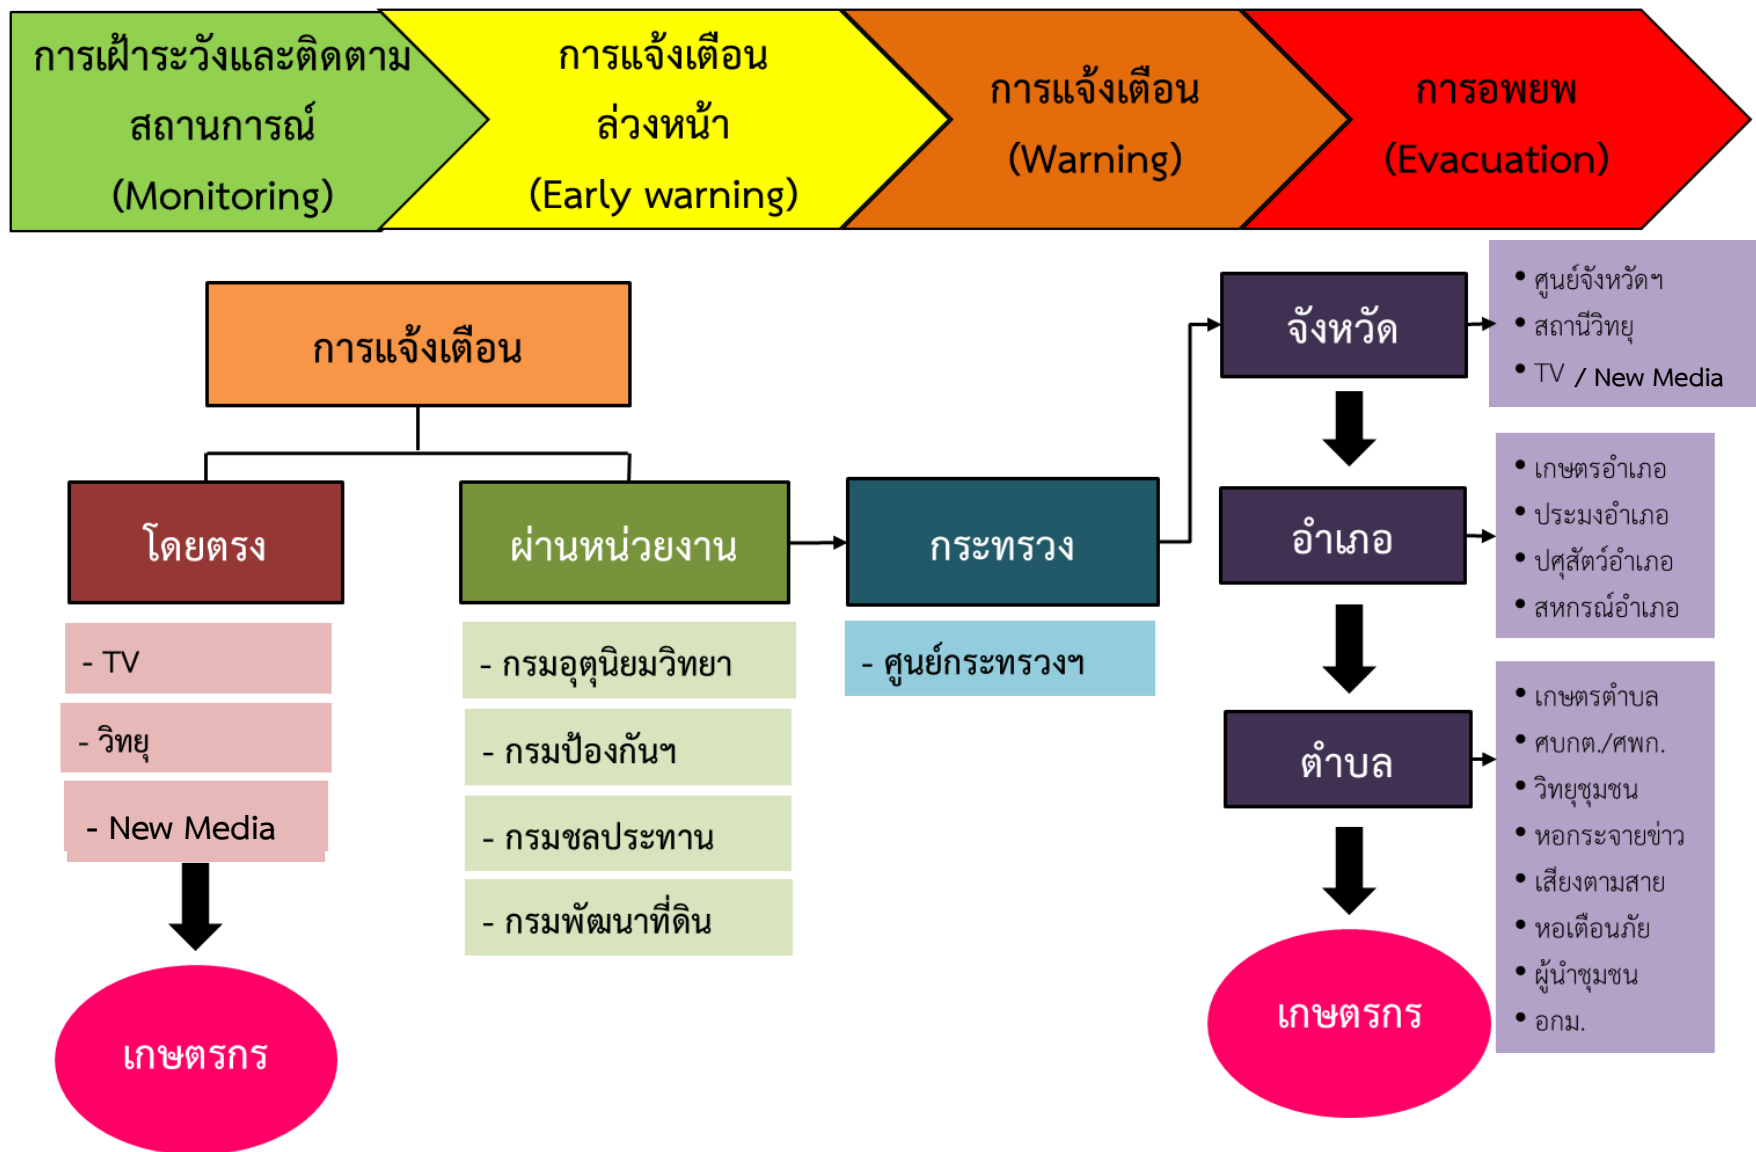 การเฝ้าระวังและติดตาม
สถานการณ์
(Monitoring)
การแจ้งเตือน
ล่วงหน้า
(Early warning)
การแจ้งเตือน
(Warning)
การอพยพ
(Evacuation)
การแจ้งเตือน
โดยตรง
- TV
- วิทยุ
- New Media
เกษตรกร
ผ่านหน่วยงาน
- กรมอุตุนิยมวิทยา
- กรมป้องกันฯ
- กรมชลประทาน
- กรมพัฒนาที่ดิน
กระทรวง
- ศูนย์กระทรวงฯ
จังหวัด
• ศูนย์จังหวัดฯ
• สถานีวิทยุ
• TV / New Media
อำเภอ
• เกษตรอำเภอ
• ประมงอำเภอ
• ปศุสัตว์อำเภอ
• สหกรณ์อำเภอ
ตำบล
• เกษตรตำบล
• ศบกต./ศพก.
• วิทยุชุมชน
• หอกระจายข่าว
• เสียงตามสาย
• หอเตือนภัย
• ผู้นำชุมชน
• อกม.
เกษตรกร